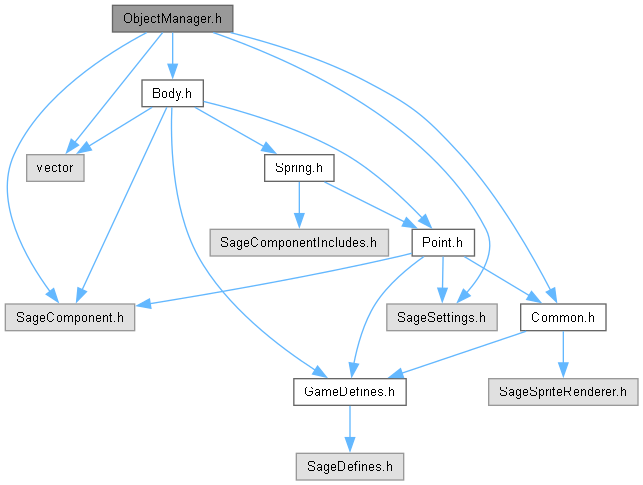 ObjectManager.h
Body.h
vector
Spring.h
SageComponentIncludes.h
Point.h
SageComponent.h
SageSettings.h
Common.h
GameDefines.h
SageSpriteRenderer.h
SageDefines.h